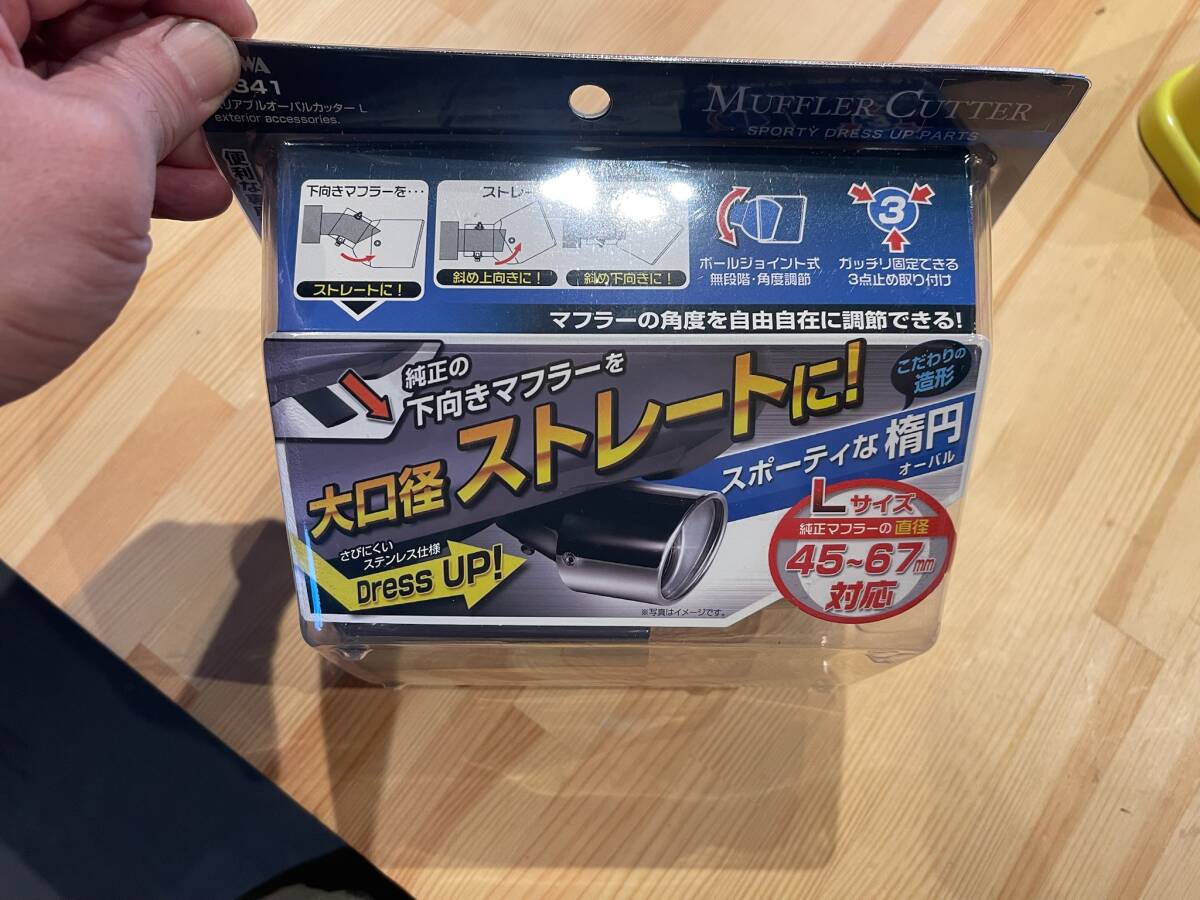 WA
841
リアブルオーバルカッター L
exterior accessories.
MUFFLER CUTTER
SPORTY DRESS UP PARTS
便利な
下向きマフラーを…
ストレートに!
ストレ
斜め上向きに!
斜め下向きに!
ボールジョイント式
無段階・角度調節
3
ガッチリ固定できる
3点止め取り付け
マフラーの角度を自由自在に調節できる!
純正の
下向きマフラーを
大口径 ストレートに!
こだわりの
造形
スポーティな 楕円
オーバル
さびにくい
ステンレス仕様
Dress UP!
Lサイズ
純正マフラーの直径
45~67mm
対応
※写真はイメージです。